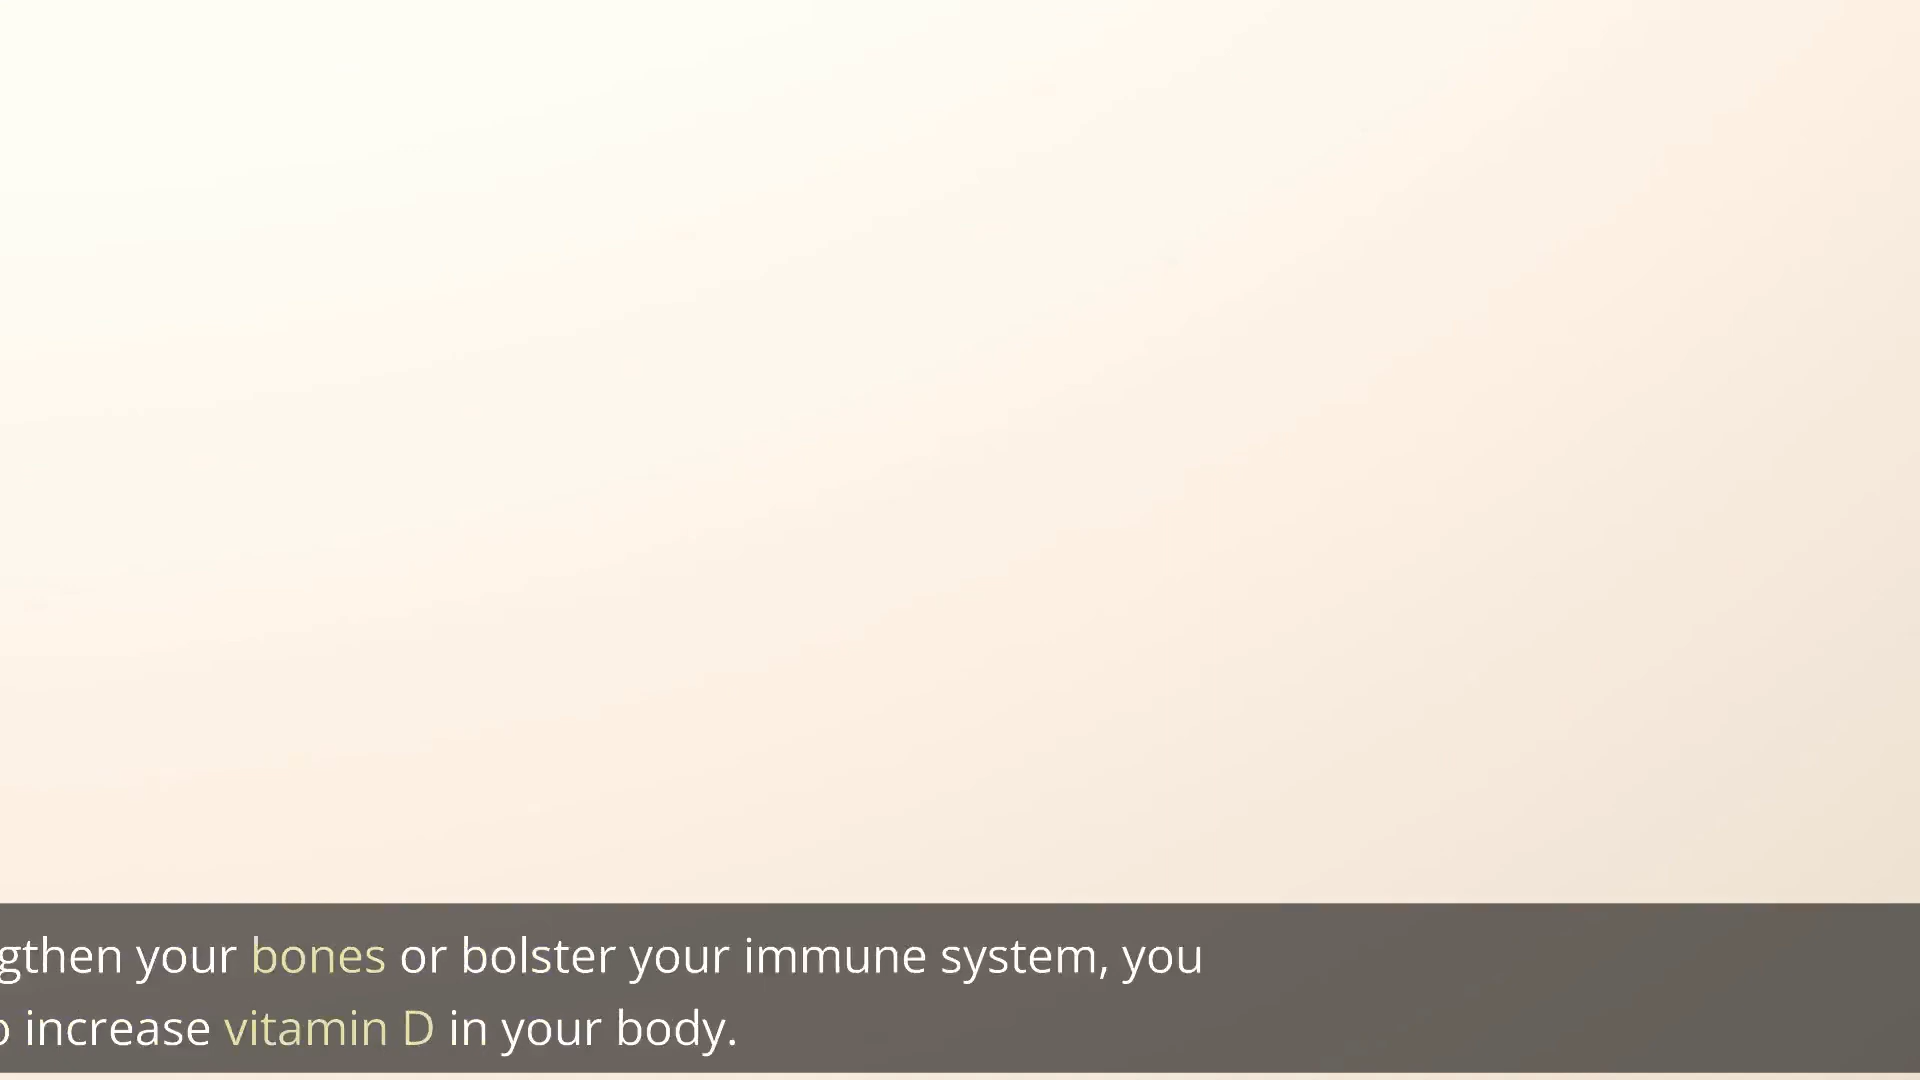 gthen your bones or bolster your immune system, you
increase vitamin D in your body.